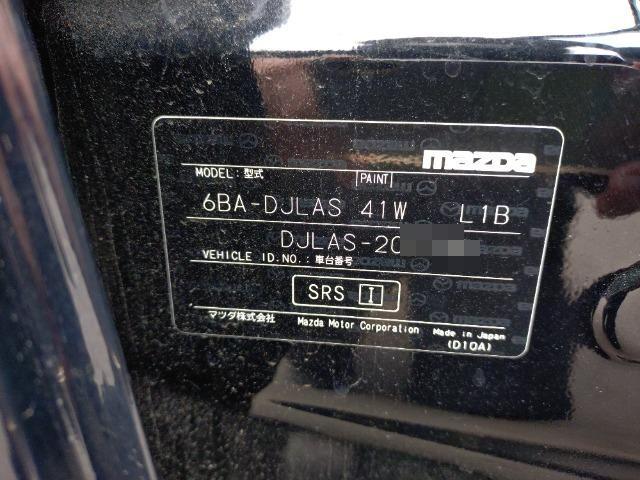 mazda
MODEL:型式 PAINT
6BA-DJLAS 41W L1B
DJLAS-20
VEHICLE ID.NO.:車台番号
SRS I
マツダ株式会社 Mazda Motor Corporation Made in Japan
(D10A)